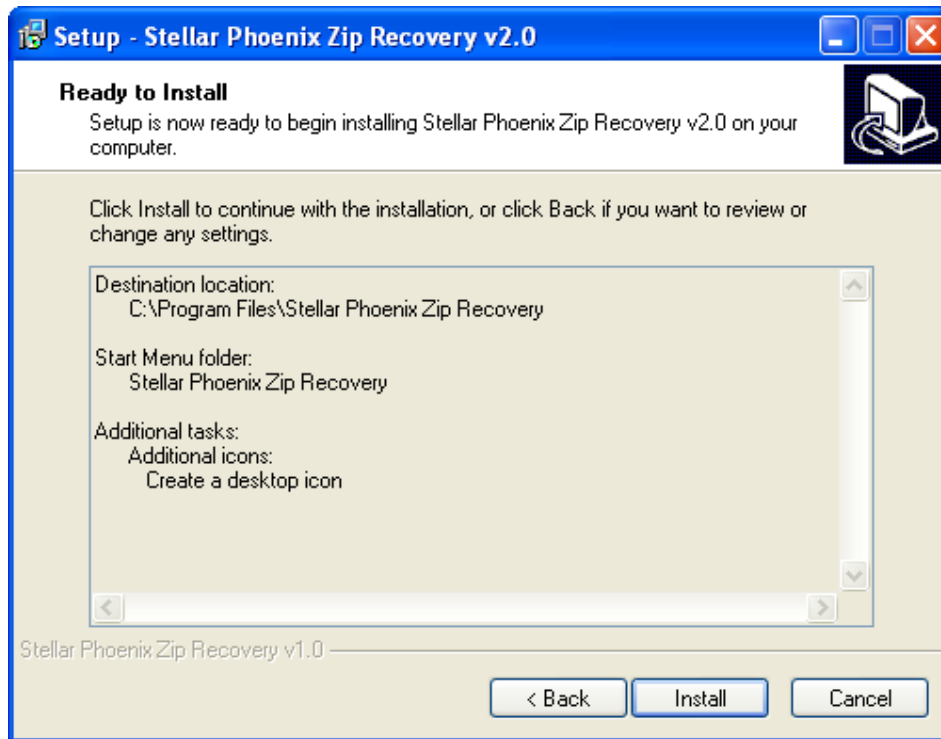 Setup - Stellar Phoenix Zip Recovery v2.0
Ready to Install
Setup is now ready to begin installing Stellar Phoenix Zip Recovery v2.0 on your
computer.
Click Install to continue with the installation, or click Back if you want to review or
change any settings.
Destination location:
C:\Program Files\Stellar Phoenix Zip Recovery
Start Menu folder:
Stellar Phoenix Zip Recovery
Additional tasks:
Additional icons:
Create a desktop icon
Stellar Phoenix Zip Recovery v1.0
< Back Install Cancel